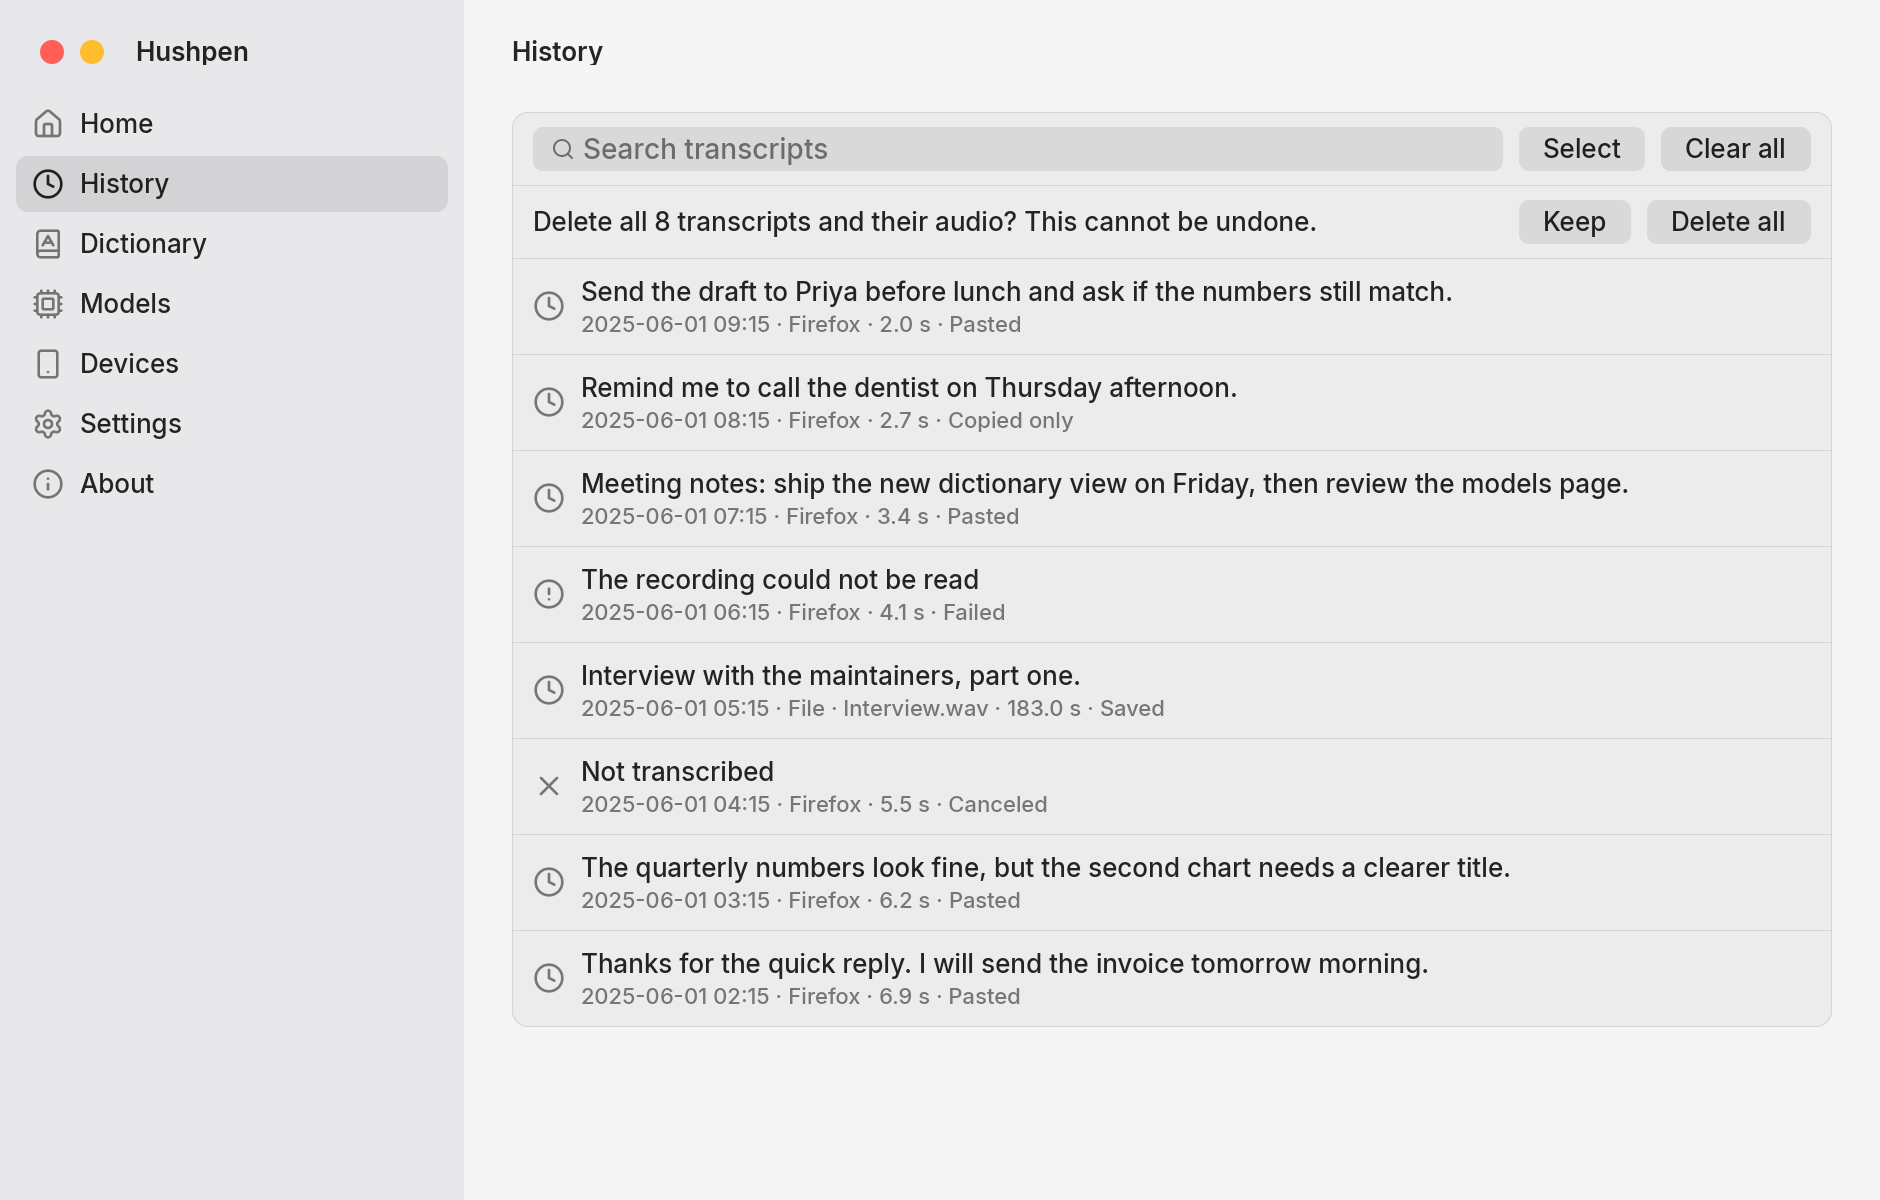 Hushpen
Home
History
Dictionary
Models
Devices
Settings
About
History
Search transcripts
Select
Clear all
Delete all 8 transcripts and their audio? This cannot be undone.
Keep
Delete all
Send the draft to Priya before lunch and ask if the numbers still match.
2025-06-01 09:15 · Firefox · 2.0 s · Pasted
Remind me to call the dentist on Thursday afternoon.
2025-06-01 08:15 · Firefox · 2.7 s · Copied only
Meeting notes: ship the new dictionary view on Friday, then review the models page.
2025-06-01 07:15 · Firefox · 3.4 s · Pasted
The recording could not be read
2025-06-01 06:15 · Firefox · 4.1 s · Failed
Interview with the maintainers, part one.
2025-06-01 05:15 · File · Interview.wav · 183.0 s · Saved
Not transcribed
2025-06-01 04:15 · Firefox · 5.5 s · Canceled
The quarterly numbers look fine, but the second chart needs a clearer title.
2025-06-01 03:15 · Firefox · 6.2 s · Pasted
Thanks for the quick reply. I will send the invoice tomorrow morning.
2025-06-01 02:15 · Firefox · 6.9 s · Pasted